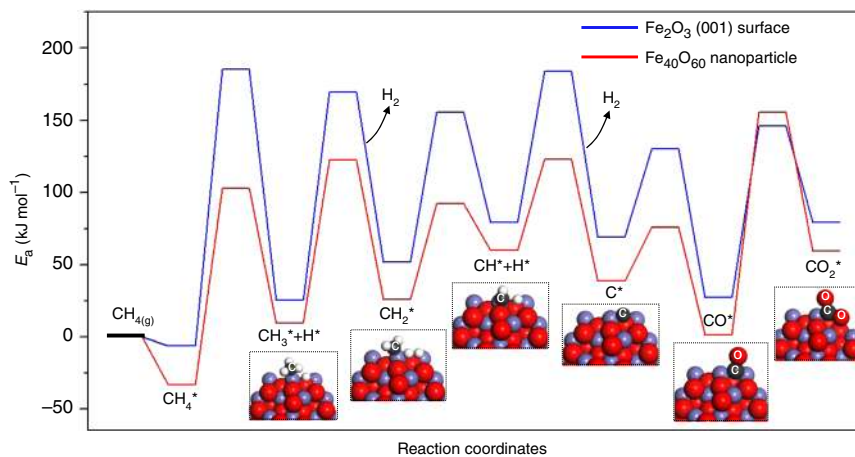 Fe₂O₃ (001) surface
Fe₄₀O₆₀ nanoparticle
200
150
100
50
0
−50
Eₐ (kJ mol⁻¹)
H₂
H₂
CH₄₍g₎
CH₄*
CH₃*+H*
CH₂*
CH*+H*
C*
CO*
CO₂*
C
C
C
C
O
C
O
C
O
Reaction coordinates